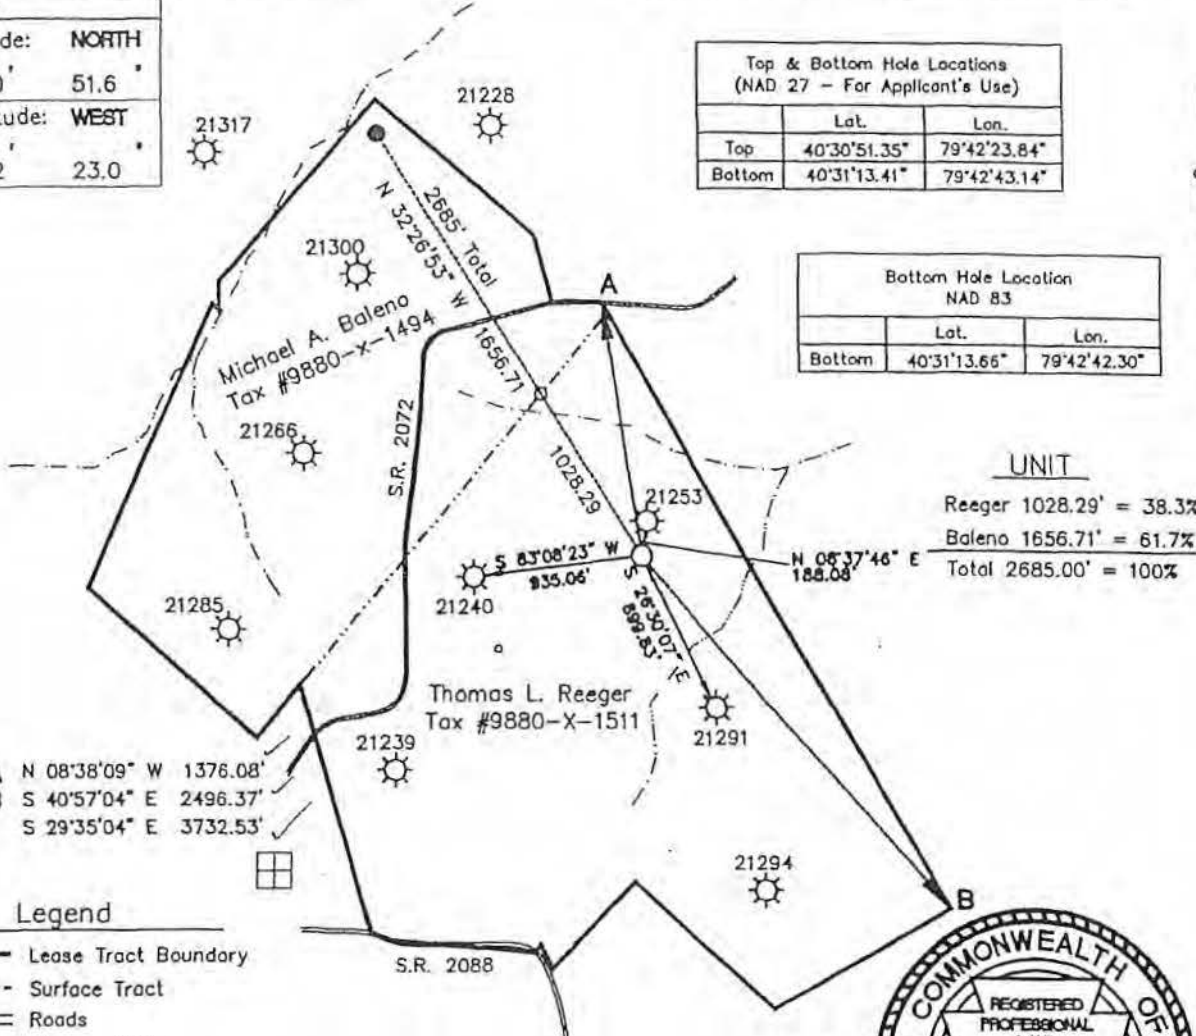 de: NORTH
51.6 "
ude: WEST
23.0 "
21317
21228
Top & Bottom Hole Locations
(NAD 27 – For Applicant's Use)
Lat. Lon.
Top 40°30'51.35" 79°42'23.84"
Bottom 40°31'13.41" 79°42'43.14"
Bottom Hole Location
NAD 83
Lat. Lon.
Bottom 40°31'13.66" 79°42'42.30"
2685' Total
N 32°26'53" W
1656.71
21300
A
Michael A. Baleno
Tax #9880-X-1494
21266
S.R. 2072
1028.29
UNIT
Reeger 1028.29' = 38.3%
Baleno 1656.71' = 61.7%
Total 2685.00' = 100%
21253
S 83°08'23" W
935.06'
N 08°37'46" E
188.08'
21240
S 26°30'07" E
899.83'
21285
Thomas L. Reeger
Tax #9880-X-1511
21291
21239
N 08°38'09" W 1376.08'
S 40°57'04" E 2496.37'
S 29°35'04" E 3732.53'
21294
B
Legend
Lease Tract Boundary
Surface Tract
Roads
S.R. 2088
COMMONWEALTH OF
REGISTERED
PROFESSIONAL